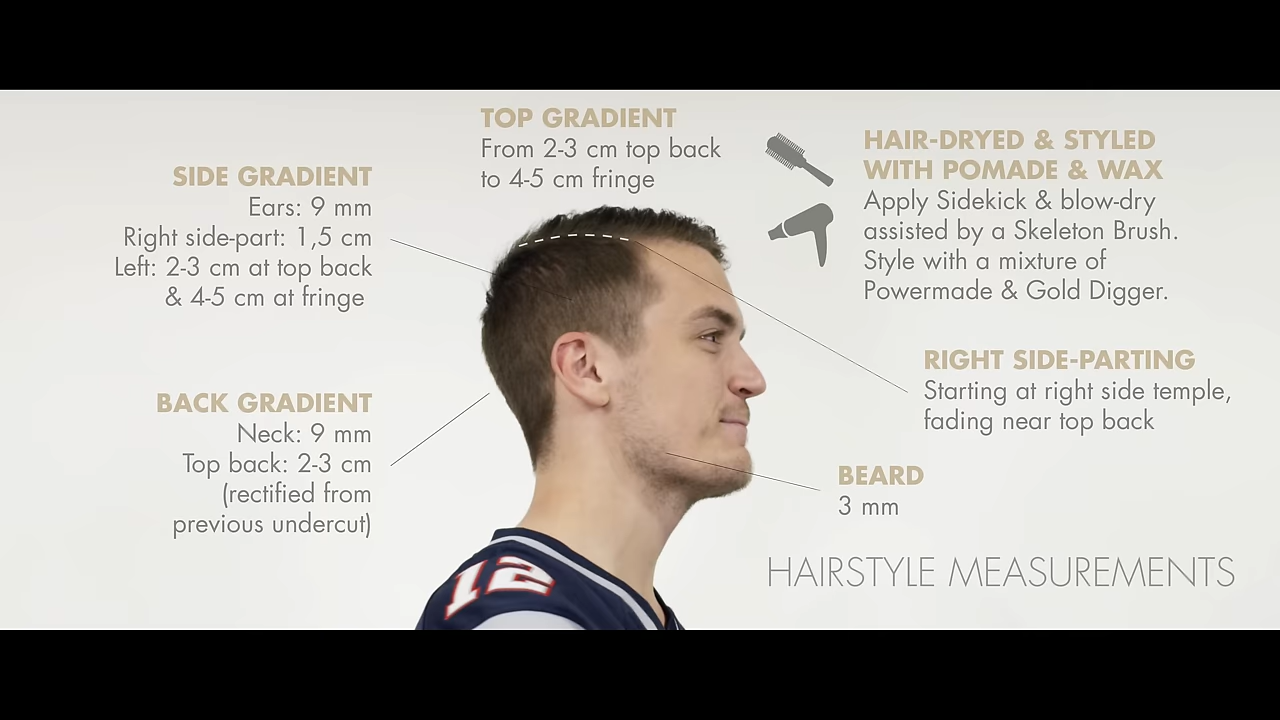 TOP GRADIENT
From 2-3 cm top back
to 4-5 cm fringe
HAIR-DRYED & STYLED
WITH POMADE & WAX
Apply Sidekick & blow-dry
assisted by a Skeleton Brush.
Style with a mixture of
Powermade & Gold Digger.
SIDE GRADIENT
Ears: 9 mm
Right side-part: 1,5 cm
Left: 2-3 cm at top back
& 4-5 cm at fringe
RIGHT SIDE-PARTING
Starting at right side temple,
fading near top back
BACK GRADIENT
Neck: 9 mm
Top back: 2-3 cm
(rectified from
previous undercut)
BEARD
3 mm
HAIRSTYLE MEASUREMENTS
12